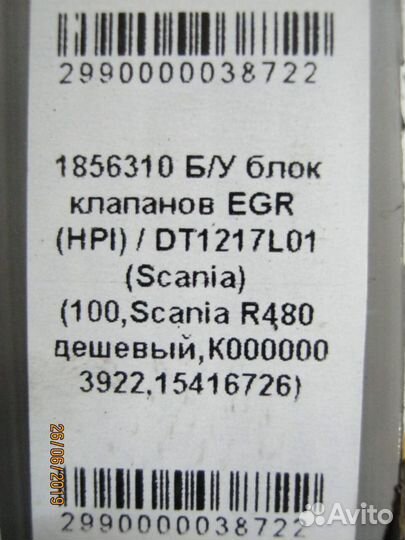 2990000038722
1856310 Б/У блок
клапанов EGR
(HPI) / DT1217L01
(Scania)
(100,Scania R480
дешевый,К000000
3922,15416726)
26/06/2019
2990000038722
Avito